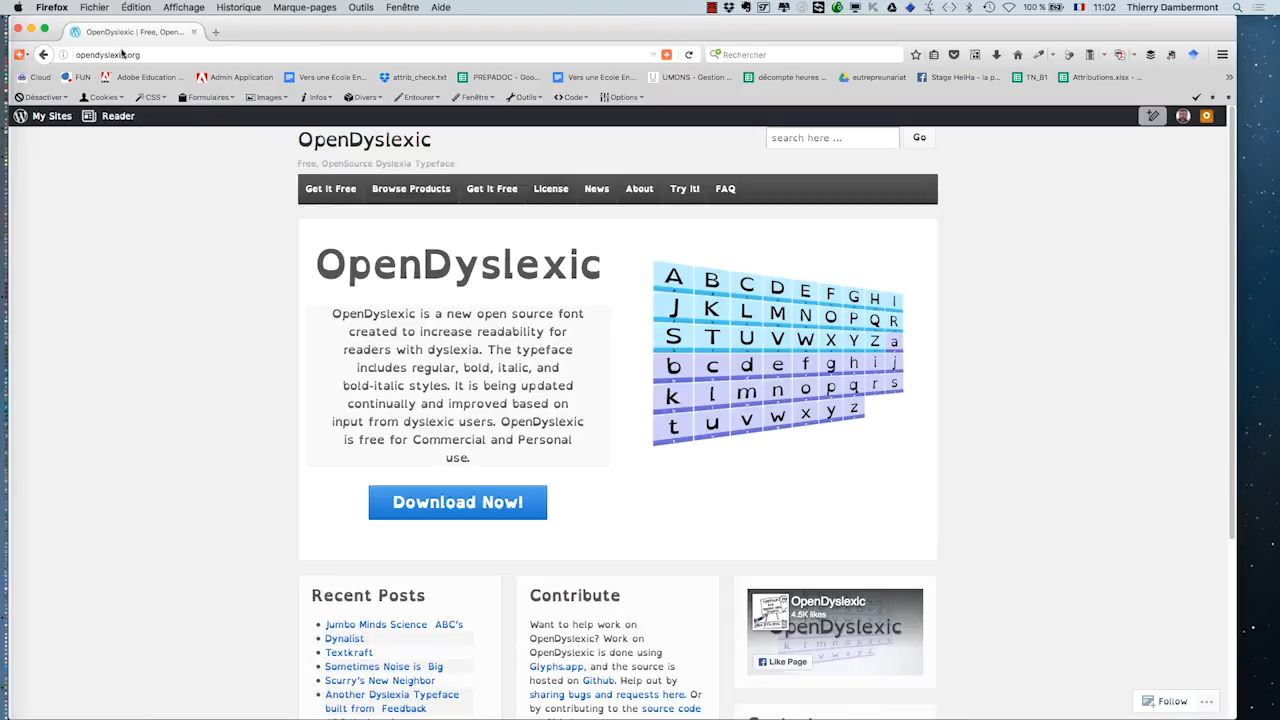 Firefox Fichier Édition Affichage Historique Marque-pages Outils Fenêtre Aide 100 % 11:02 Thierry Dambermont
OpenDyslexic | Free, Open...
opendyslexic.org Rechercher
Cloud FUN Adobe Education ... Admin Application Vers une Ecole En... attrib_check.txt PREPADOC - Goo... Vers une Ecole En... UMONS - Gestion ... décompte heures ... eutrepreunariat Stage HeHa – la p... TN_B1 Attributions.xlsx - ...
Désactiver Cookies CSS Formulaires Images Infos Divers Entourer Fenêtre Outils Code Options
My Sites Reader
OpenDyslexic
search here ... Go
Free, OpenSource Dyslexia Typeface
Get It Free Browse Products Get It Free License News About Try It! FAQ
OpenDyslexic
OpenDyslexic is a new open source font
created to increase readability for
readers with dyslexia. The typeface
includes regular, bold, italic, and
bold-italic styles. It is being updated
continually and improved based on
input from dyslexic users. OpenDyslexic
is free for Commercial and Personal
use.
Download Now!
A B C D E F G H I
J K L M N O P Q R
S T U V W X Y Z a
b c d e f g h i j
k l m n o p q r s
t u v w x y z
Recent Posts
Jumbo Minds Science ABC's
Dynalist
Textkraft
Sometimes Noise is Big
Scurry's New Neighbor
Another Dyslexia Typeface
built from Feedback
Contribute
Want to help work on
OpenDyslexic? Work on
OpenDyslexic is done using
Glyphs.app, and the source is
hosted on Github. Help out by
sharing bugs and requests here. Or
by contributing to the source code
OpenDyslexic
4.5K likes
OpenDyslexic
Like Page
Follow